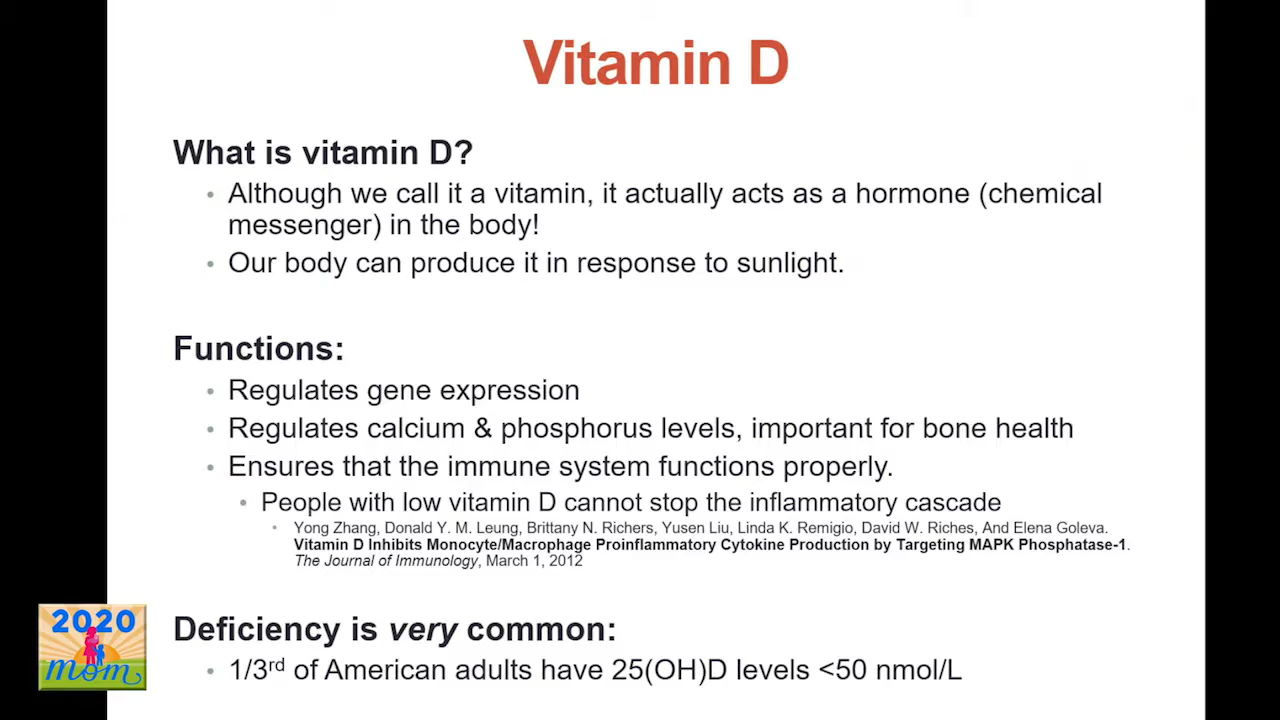 Vitamin D
What is vitamin D?
• Although we call it a vitamin, it actually acts as a hormone (chemical
messenger) in the body!
• Our body can produce it in response to sunlight.
Functions:
• Regulates gene expression
• Regulates calcium & phosphorus levels, important for bone health
• Ensures that the immune system functions properly.
• People with low vitamin D cannot stop the inflammatory cascade
• Yong Zhang, Donald Y. M. Leung, Brittany N. Richers, Yusen Liu, Linda K. Remigio, David W. Riches, And Elena Goleva.
Vitamin D Inhibits Monocyte/Macrophage Proinflammatory Cytokine Production by Targeting MAPK Phosphatase-1.
The Journal of Immunology, March 1, 2012
Deficiency is very common:
• 1/3rd of American adults have 25(OH)D levels <50 nmol/L
2020
mom